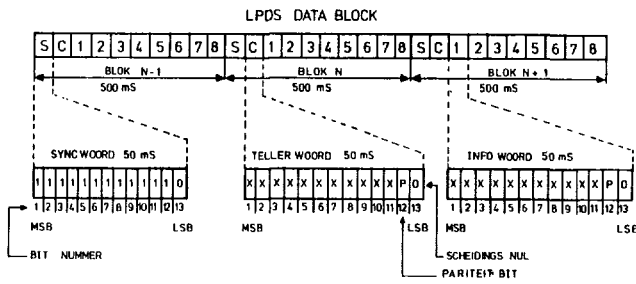 LPDS DATA BLOCK
S C 1 2 3 4 5 6 7 8 S C 1 2 3 4 5 6 7 8 S C 1 2 3 4 5 6 7 8
BLOK N-1 BLOK N BLOK N+1
500 mS 500 mS 500 mS
SYNC WOORD 50 mS TELLER WOORD 50 mS INFO WOORD 50 mS
1 1 1 1 1 1 1 1 1 1 1 1 0 X X X X X X X X X X X P 0 X X X X X X X X X X X P 0
1 2 3 4 5 6 7 8 9 10 11 12 13 1 2 3 4 5 6 7 8 9 10 11 12 13 1 2 3 4 5 6 7 8 9 10 11 12 13
MSB LSB MSB LSB MSB LSB
BIT NUMMER SCHEIDINGS NUL
PARITEIT BIT